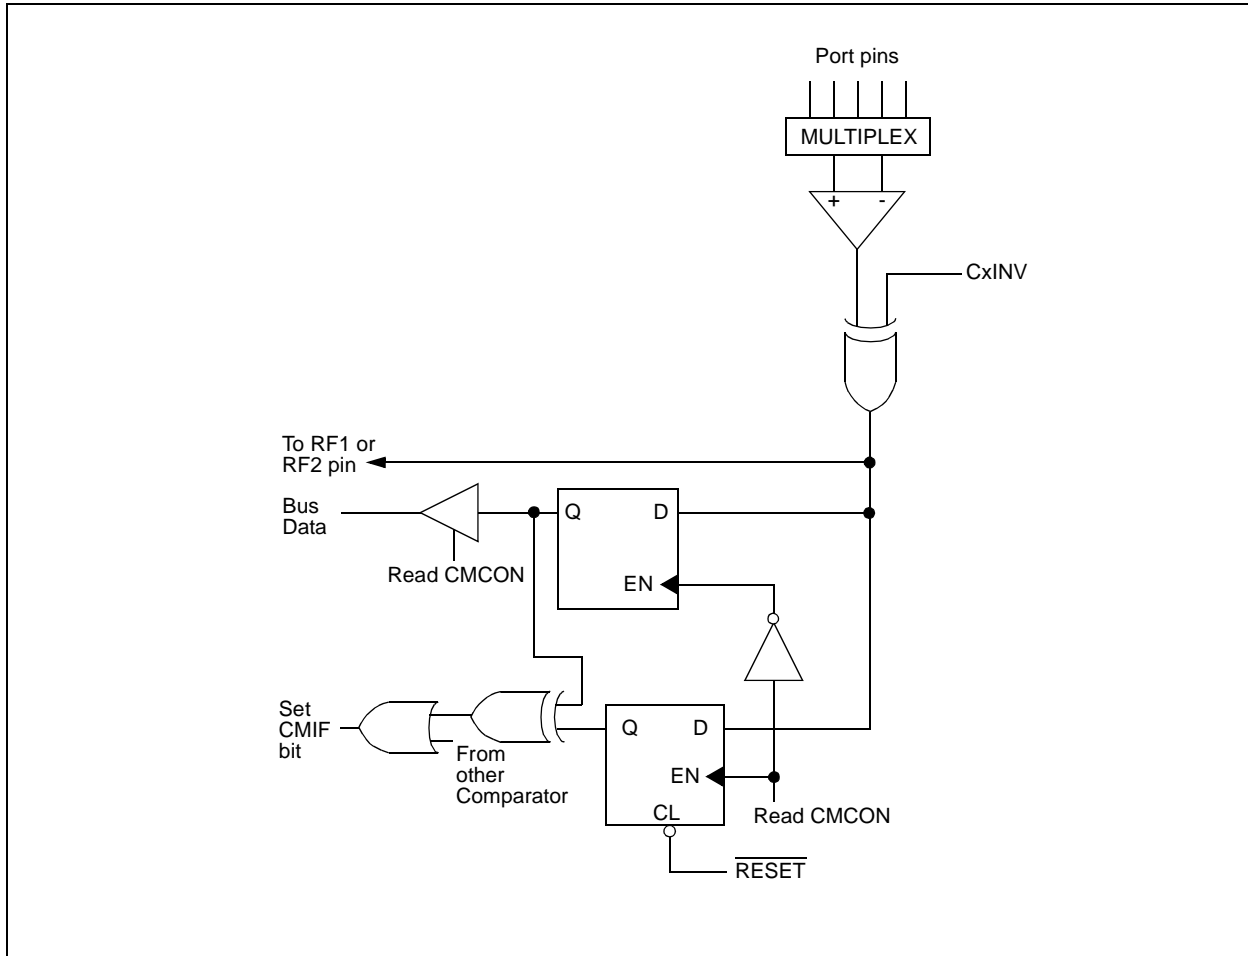 Port pins
MULTIPLEX
+ -
CxINV
To RF1 or
RF2 pin
Bus
Data
Q D
EN
Read CMCON
Set
CMIF
bit
From
other
Comparator
Q D
EN
CL
Read CMCON
RESET